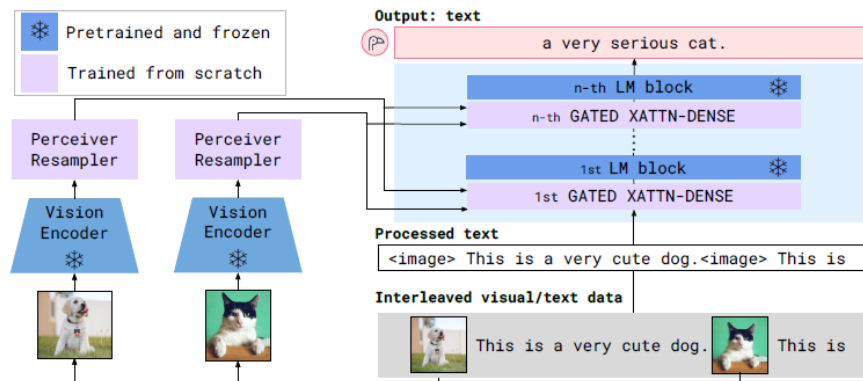 Output: text
Pretrained and frozen
Trained from scratch
a very serious cat.
n-th LM block
n-th GATED XATTN-DENSE
Perceiver
Resampler
Perceiver
Resampler
1st LM block
1st GATED XATTN-DENSE
Vision
Encoder
Vision
Encoder
Processed text
<image> This is a very cute dog.<image> This is
Interleaved visual/text data
This is a very cute dog.
This is